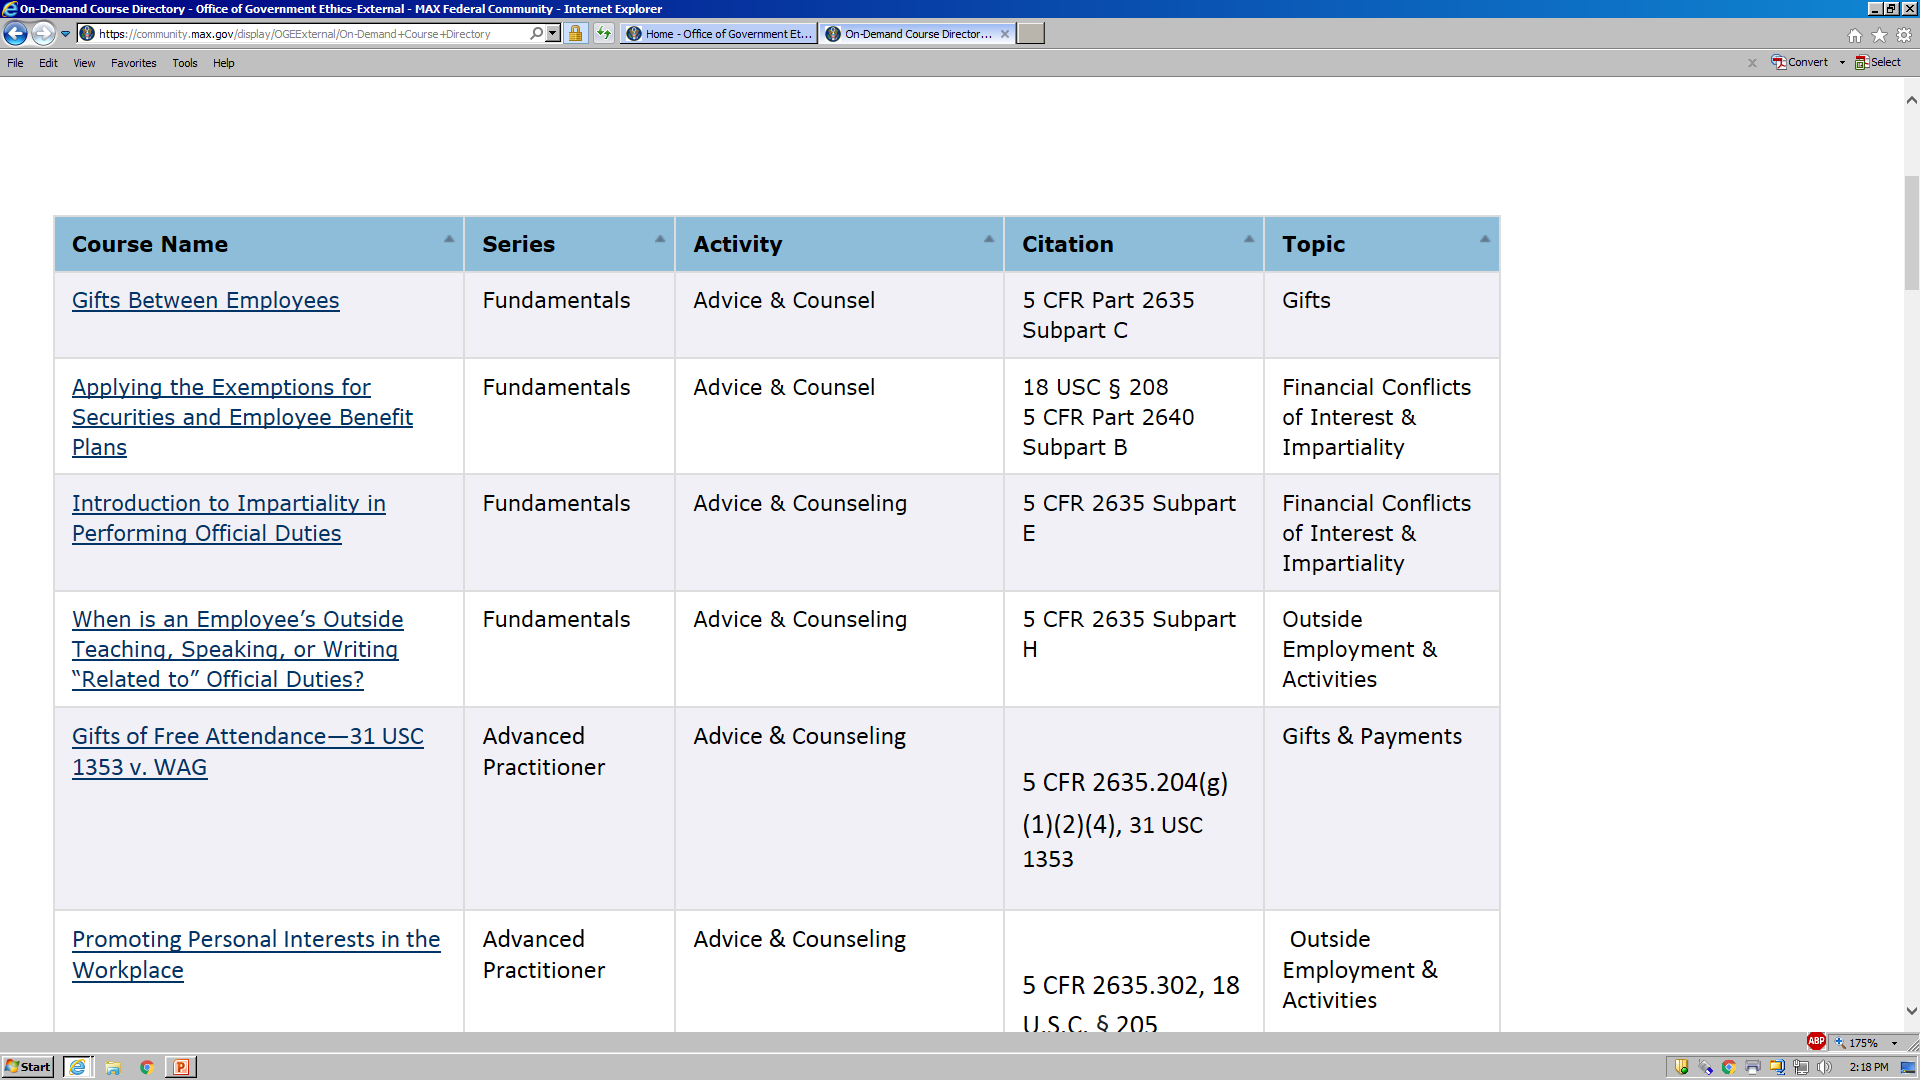 On-Demand Course Directory - Office of Government Ethics-External - MAX Federal Community - Internet Explorer
https://community.max.gov/display/OGEExternal/On-Demand+Course+Directory
Home - Office of Government Et...
On-Demand Course Director...
File Edit View Favorites Tools Help
Convert Select
Course Name Series Activity Citation Topic
Gifts Between Employees Fundamentals Advice & Counsel 5 CFR Part 2635 Gifts
Subpart C
Applying the Exemptions for Fundamentals Advice & Counsel 18 USC § 208 Financial Conflicts
Securities and Employee Benefit 5 CFR Part 2640 of Interest &
Plans Subpart B Impartiality
Introduction to Impartiality in Fundamentals Advice & Counseling 5 CFR 2635 Subpart Financial Conflicts
Performing Official Duties E of Interest &
Impartiality
When is an Employee’s Outside Fundamentals Advice & Counseling 5 CFR 2635 Subpart Outside
Teaching, Speaking, or Writing H Employment &
“Related to” Official Duties? Activities
Gifts of Free Attendance—31 USC Advanced Advice & Counseling Gifts & Payments
1353 v. WAG Practitioner
5 CFR 2635.204(g)
(1)(2)(4), 31 USC
1353
Promoting Personal Interests in the Advanced Advice & Counseling Outside
Workplace Practitioner Employment &
5 CFR 2635.302, 18 Activities
U.S.C. § 205
ABP 175%
Start 2:18 PM